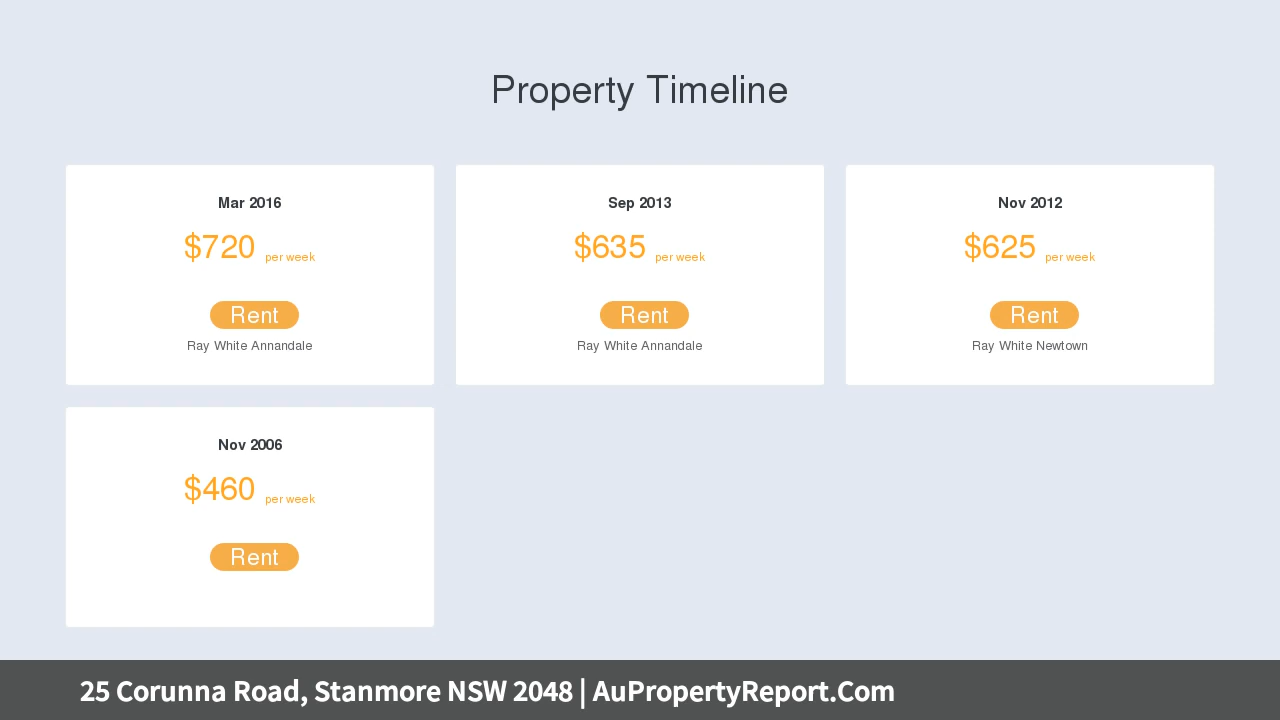 Property Timeline
Mar 2016
$720 per week
Rent
Ray White Annandale
Sep 2013
$635 per week
Rent
Ray White Annandale
Nov 2012
$625 per week
Rent
Ray White Newtown
Nov 2006
$460 per week
Rent
25 Corunna Road, Stanmore NSW 2048 | AuPropertyReport.Com